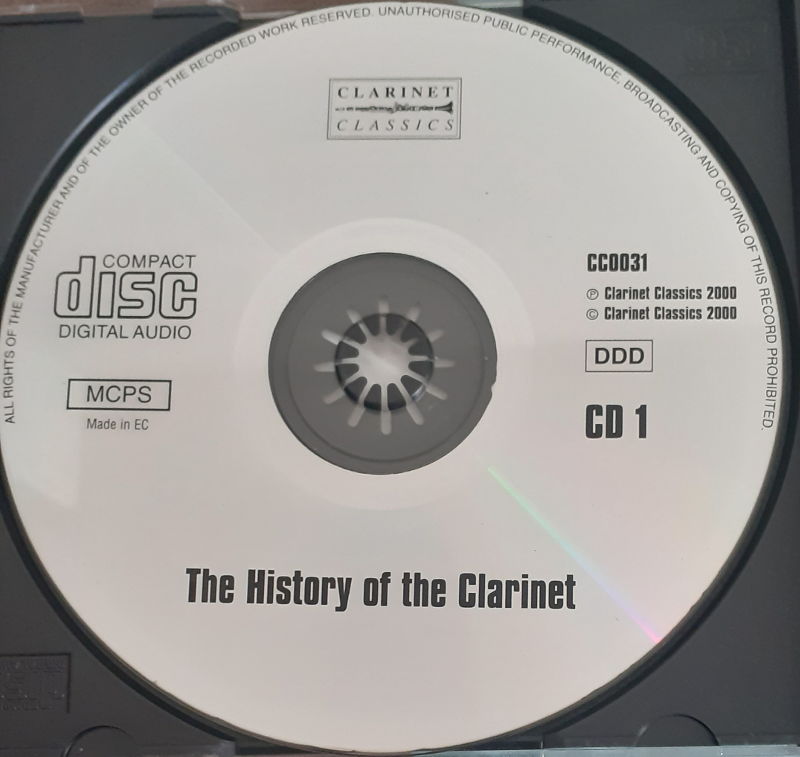 ALL RIGHTS OF THE MANUFACTURER AND OF THE OWNER OF THE RECORDED WORK RESERVED. UNAUTHORISED PUBLIC PERFORMANCE, BROADCASTING AND COPYING OF THIS RECORD PROHIBITED.
CLARINET
CLASSICS
COMPACT
disc
DIGITAL AUDIO
MCPS
Made in EC
CC0031
℗ Clarinet Classics 2000
© Clarinet Classics 2000
DDD
CD 1
The History of the Clarinet